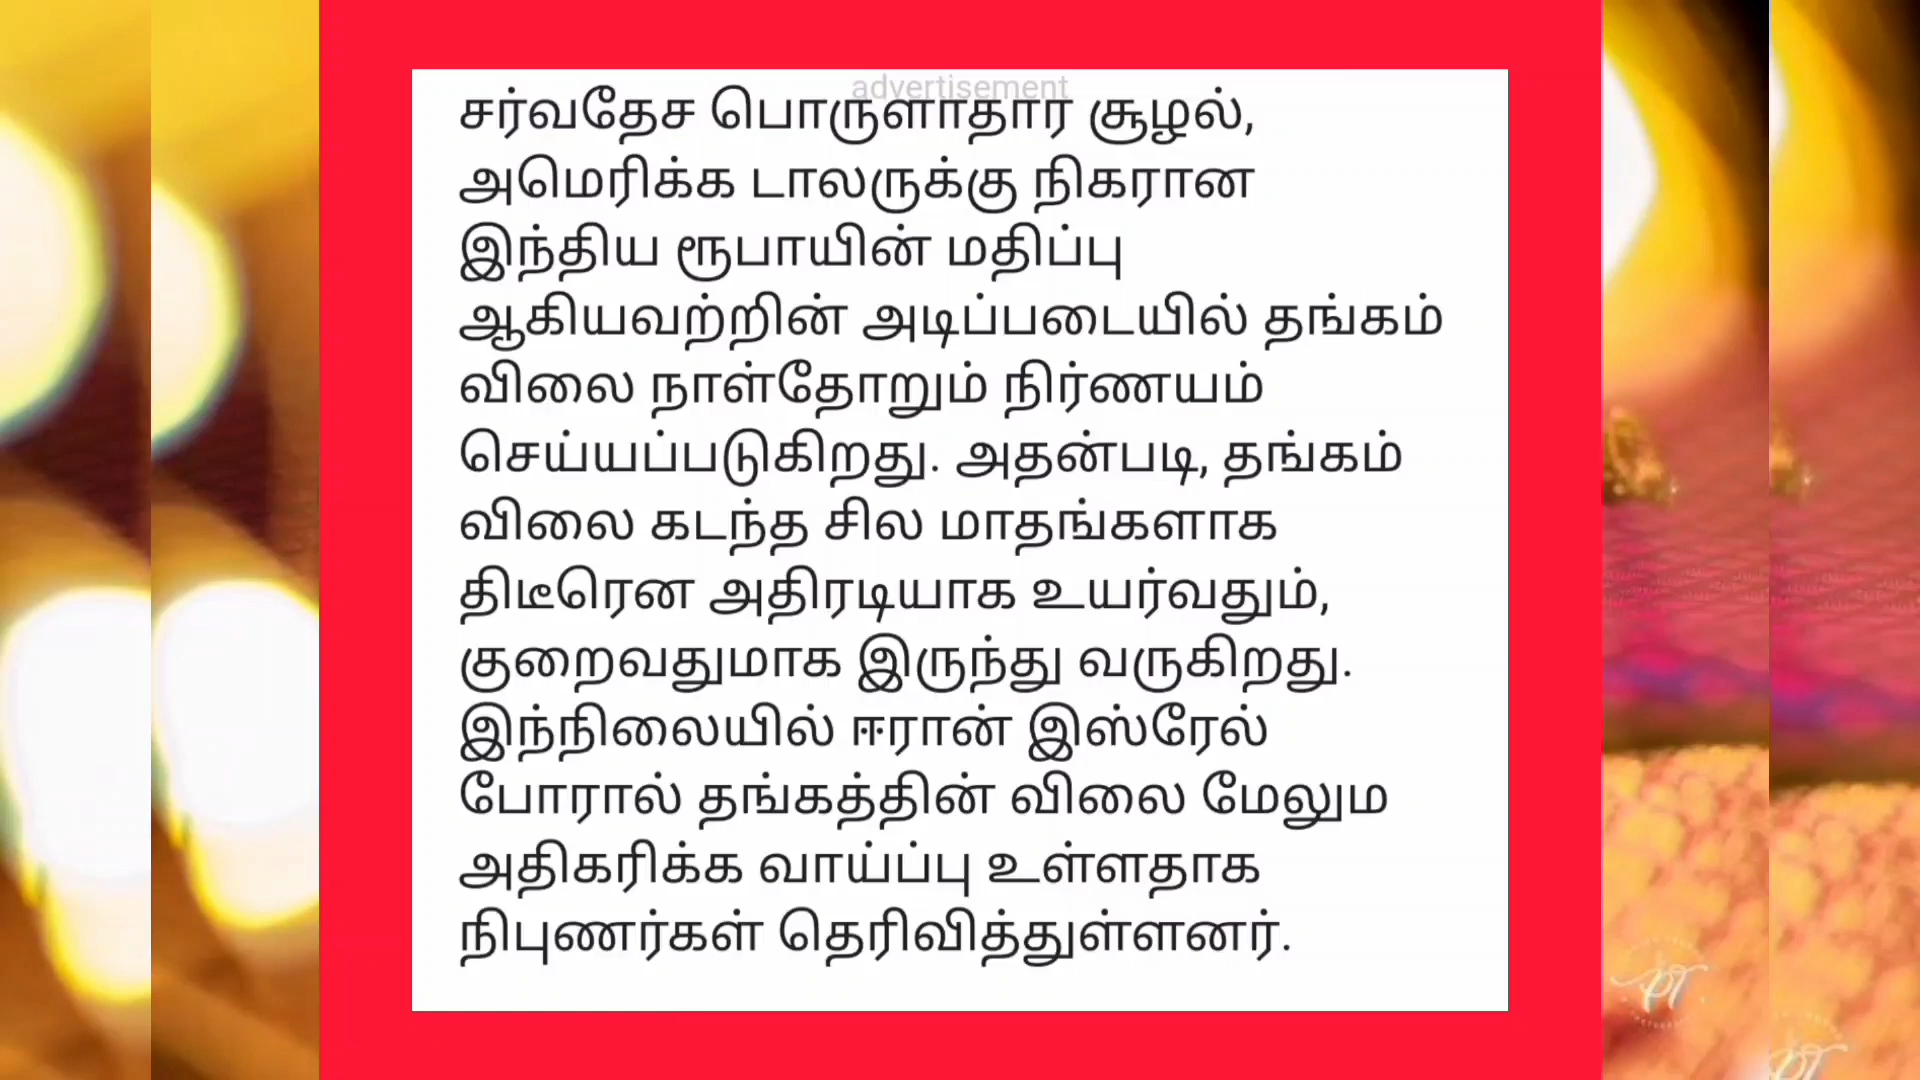 advertisement
சர்வதேச பொருளாதார சூழல்,
அமெரிக்க டாலருக்கு நிகரான
இந்திய ரூபாயின் மதிப்பு
ஆகியவற்றின் அடிப்படையில் தங்கம்
விலை நாள்தோறும் நிர்ணயம்
செய்யப்படுகிறது. அதன்படி, தங்கம்
விலை கடந்த சில மாதங்களாக
திடீரென அதிரடியாக உயர்வதும்,
குறைவதுமாக இருந்து வருகிறது.
இந்நிலையில் ஈரான் இஸ்ரேல்
போரால் தங்கத்தின் விலை மேலும
அதிகரிக்க வாய்ப்பு உள்ளதாக
நிபுணர்கள் தெரிவித்துள்ளனர்.